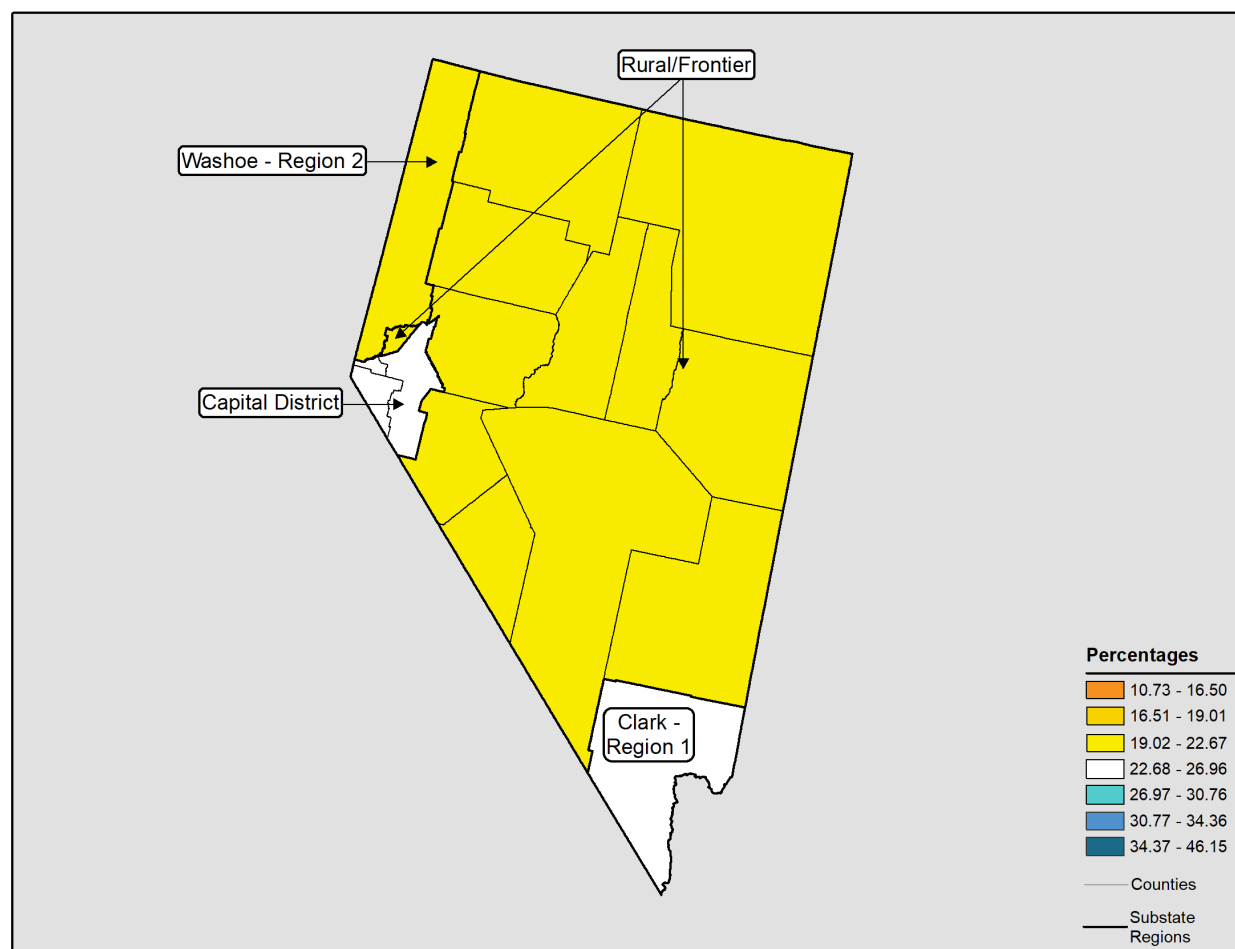 Rural/Frontier
Washoe - Region 2
Capital District
Clark -
Region 1
Percentages
10.73 - 16.50
16.51 - 19.01
19.02 - 22.67
22.68 - 26.96
26.97 - 30.76
30.77 - 34.36
34.37 - 46.15
Counties
Substate
Regions